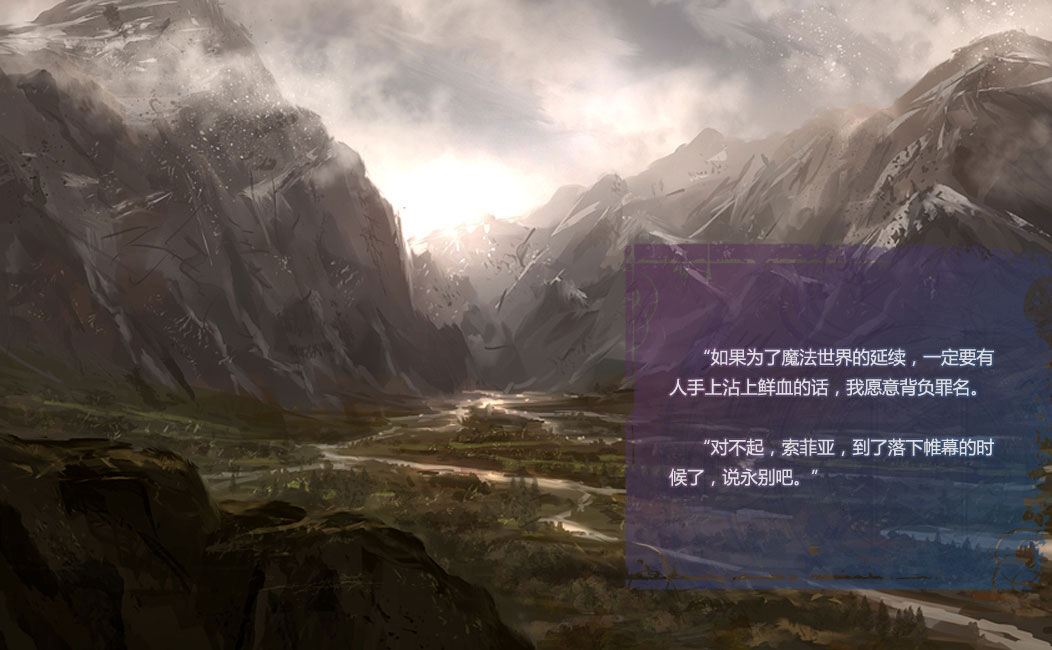 “如果为了魔法世界的延续，一定要有
人手上沾上鲜血的话，我愿意背负罪名。
“对不起，索菲亚，到了落下帷幕的时
候了，说永别吧。”